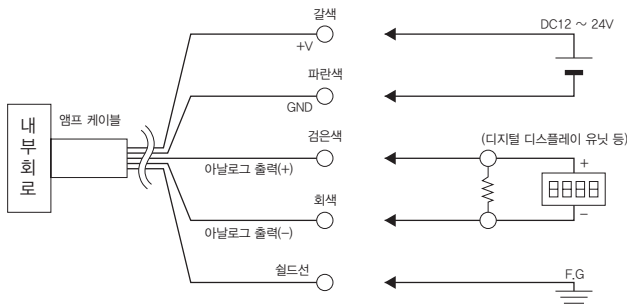 갈색
+V
DC12 ~ 24V
파란색
GND
내부회로
앰프 케이블
검은색
아날로그 출력(+)
(디지털 디스플레이 유닛 등)
+
8888
−
회색
아날로그 출력(−)
쉴드선
F.G